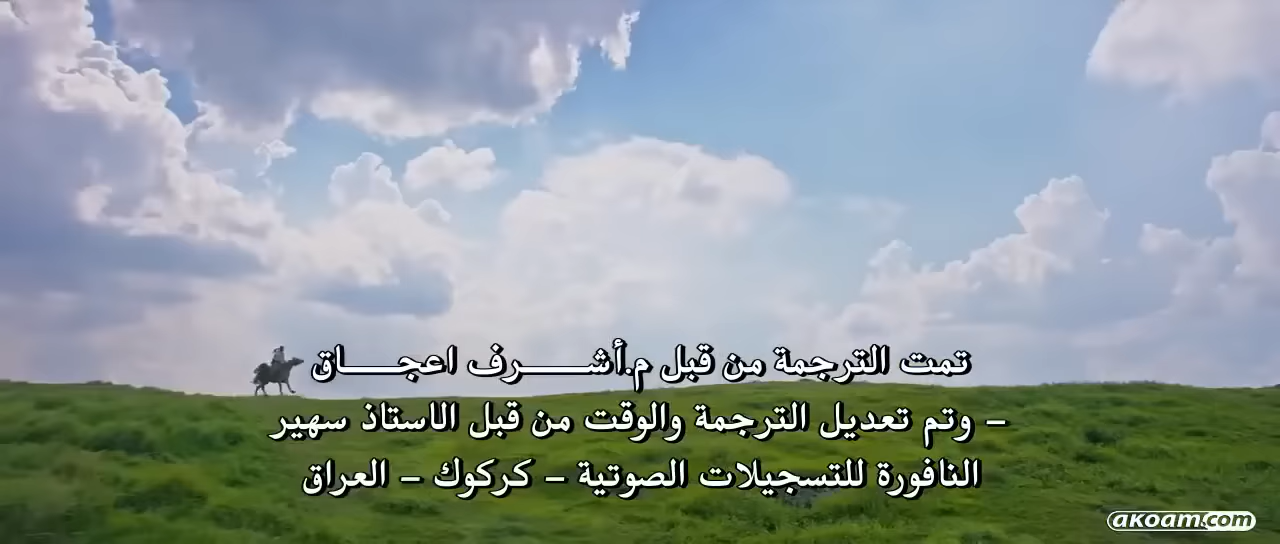 تمت الترجمة من قبل م.أشـــــرف اعجـــــاق
– وتم تعديل الترجمة والوقت من قبل الاستاذ سهير
النافورة للتسجيلات الصوتية – كركوك – العراق
akoam.com